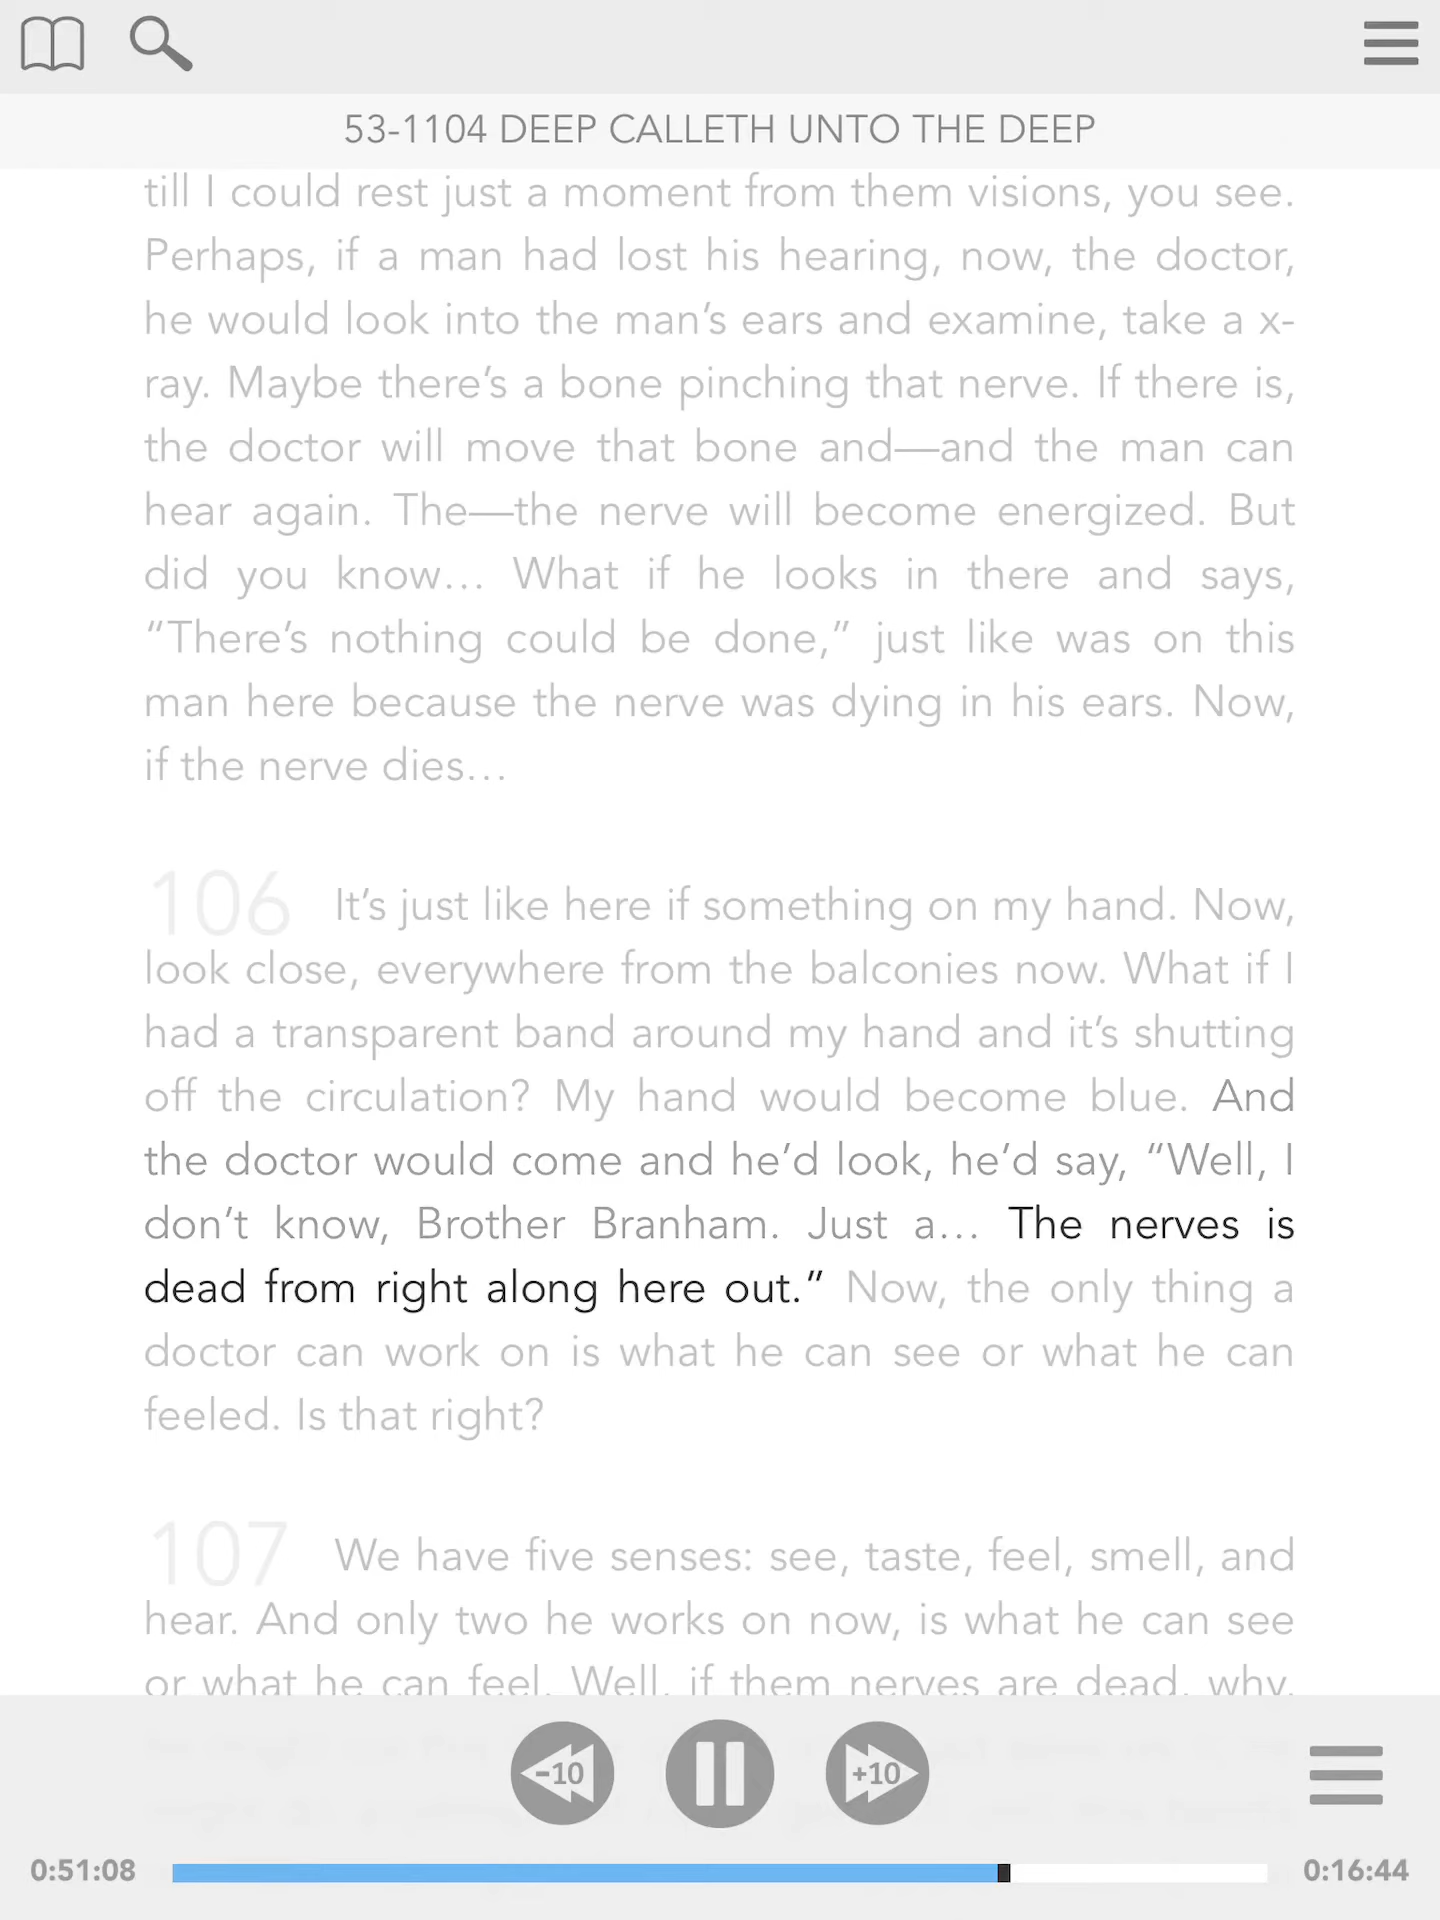 53-1104 DEEP CALLETH UNTO THE DEEP
till I could rest just a moment from them visions, you see.
Perhaps, if a man had lost his hearing, now, the doctor,
he would look into the man’s ears and examine, take a x-
ray. Maybe there’s a bone pinching that nerve. If there is,
the doctor will move that bone and—and the man can
hear again. The—the nerve will become energized. But
did you know… What if he looks in there and says,
“There’s nothing could be done,” just like was on this
man here because the nerve was dying in his ears. Now,
if the nerve dies…
106 It’s just like here if something on my hand. Now,
look close, everywhere from the balconies now. What if I
had a transparent band around my hand and it’s shutting
off the circulation? My hand would become blue. And
the doctor would come and he’d look, he’d say, “Well, I
don’t know, Brother Branham. Just a… The nerves is
dead from right along here out.” Now, the only thing a
doctor can work on is what he can see or what he can
feeled. Is that right?
107 We have five senses: see, taste, feel, smell, and
hear. And only two he works on now, is what he can see
or what he can feel. Well, if them nerves are dead, why,
-10 +10
0:51:08 0:16:44